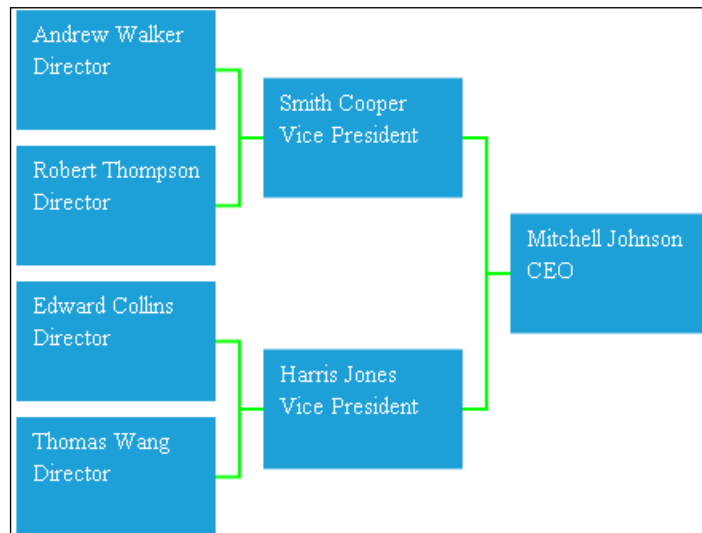 Andrew Walker
Director
Robert Thompson
Director
Edward Collins
Director
Thomas Wang
Director
Smith Cooper
Vice President
Harris Jones
Vice President
Mitchell Johnson
CEO